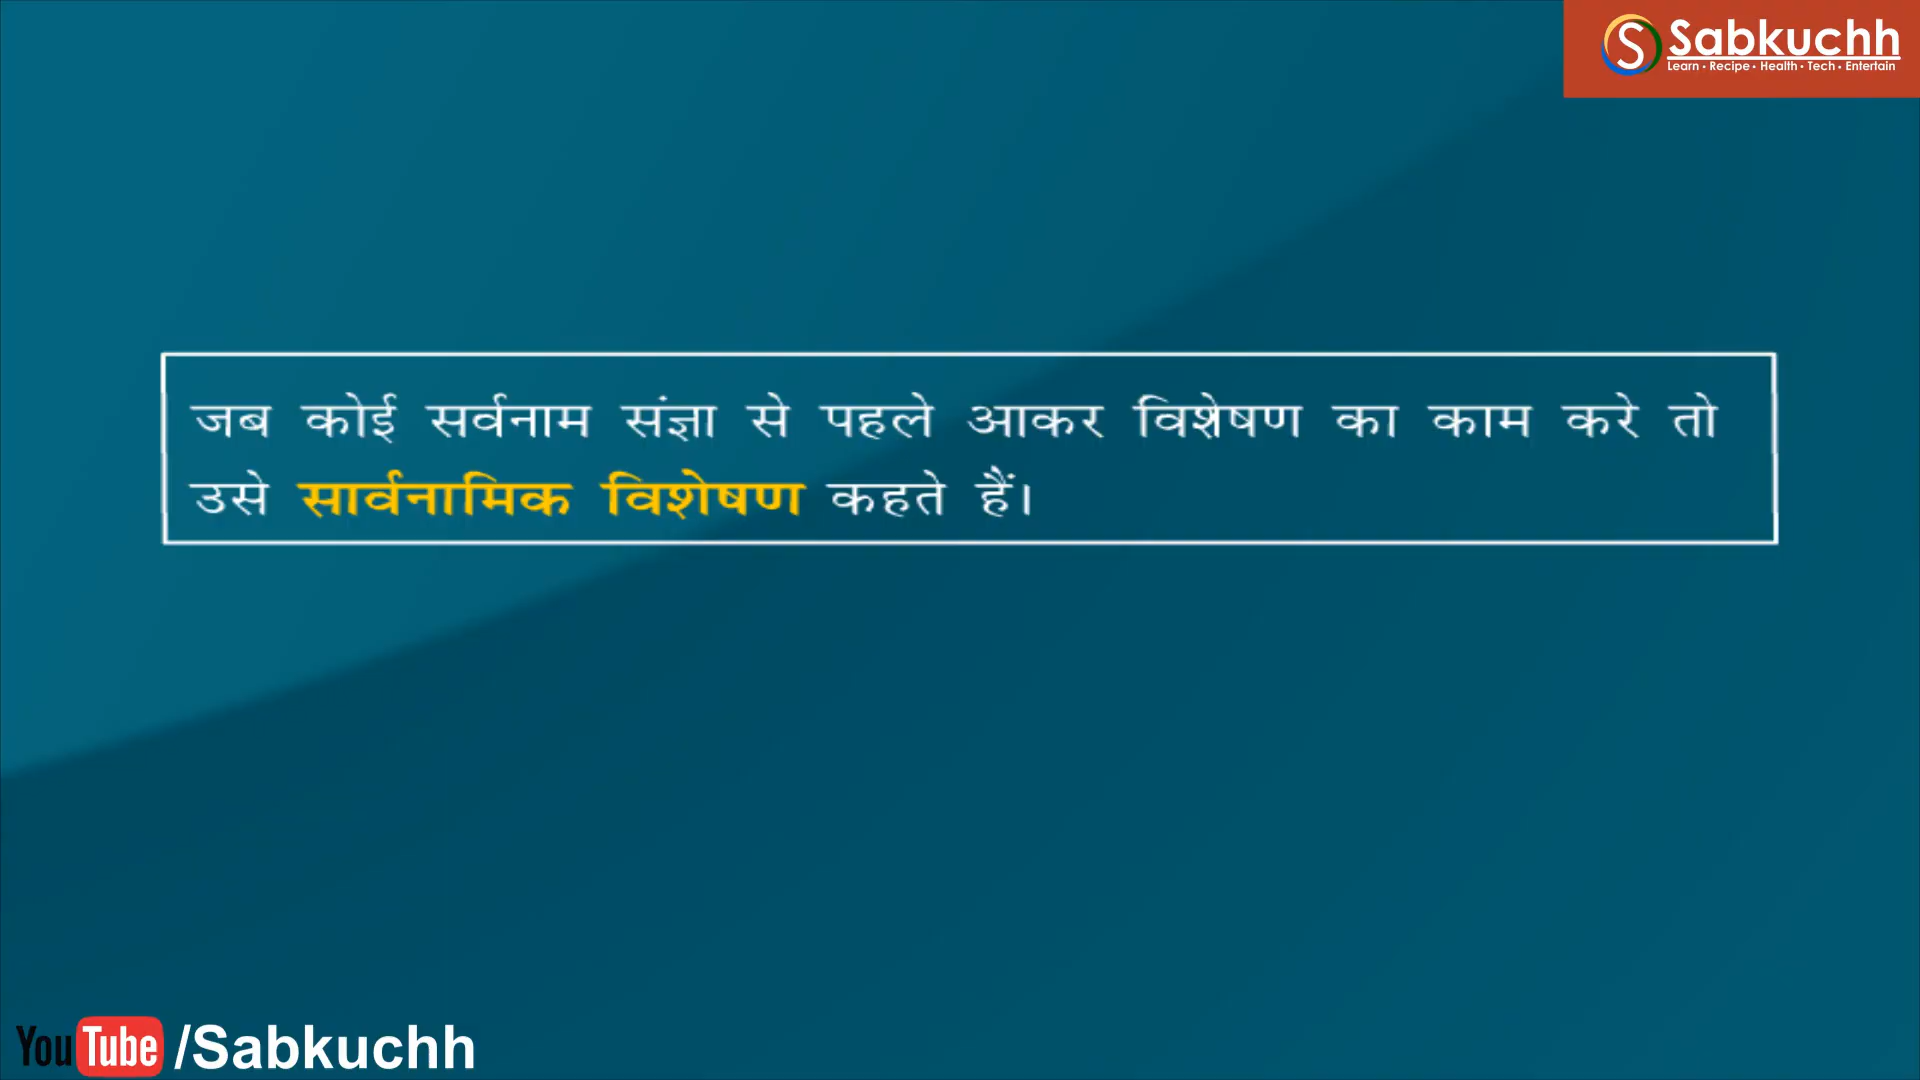 Sabkuchh
Learn • Recipe • Health • Tech • Entertain
जब कोई सर्वनाम संज्ञा से पहले आकर विशेषण का काम करे तो
उसे सार्वनामिक विशेषण कहते हैं।
YouTube /Sabkuchh